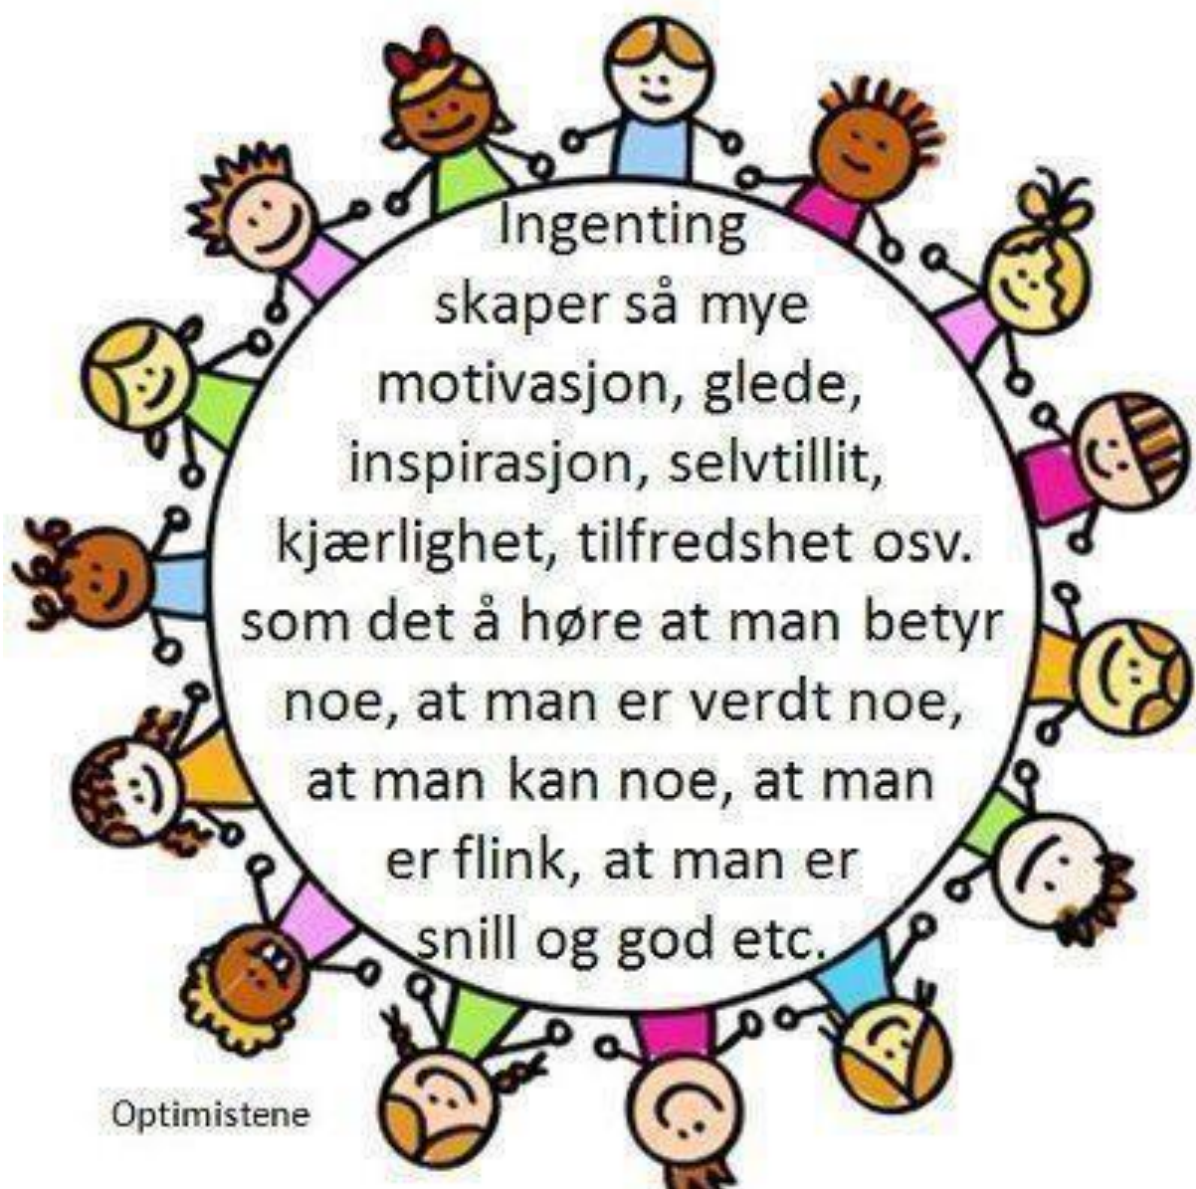 Ingenting
skaper så mye
motivasjon, glede,
inspirasjon, selvtillit,
kjærlighet, tilfredshet osv.
som det å høre at man betyr
noe, at man er verdt noe,
at man kan noe, at man
er flink, at man er
snill og god etc.
Optimistene